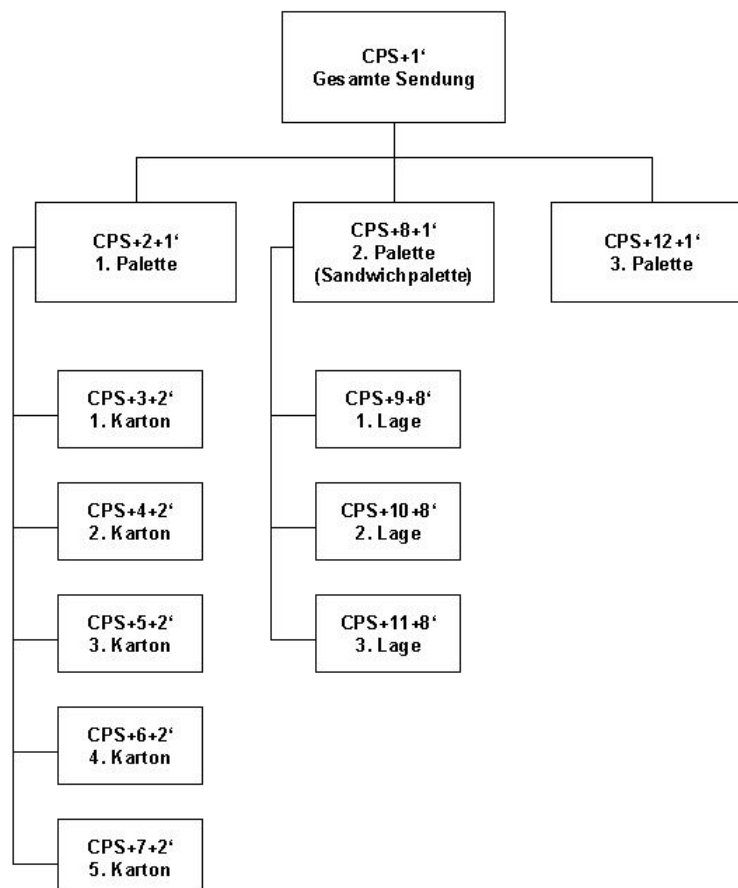 CPS+1‘
Gesamte Sendung
CPS+2+1‘
1. Palette
CPS+8+1‘
2. Palette
(Sandwichpalette)
CPS+12+1‘
3. Palette
CPS+3+2‘
1. Karton
CPS+4+2‘
2. Karton
CPS+5+2‘
3. Karton
CPS+6+2‘
4. Karton
CPS+7+2‘
5. Karton
CPS+9+8‘
1. Lage
CPS+10+8‘
2. Lage
CPS+11+8‘
3. Lage